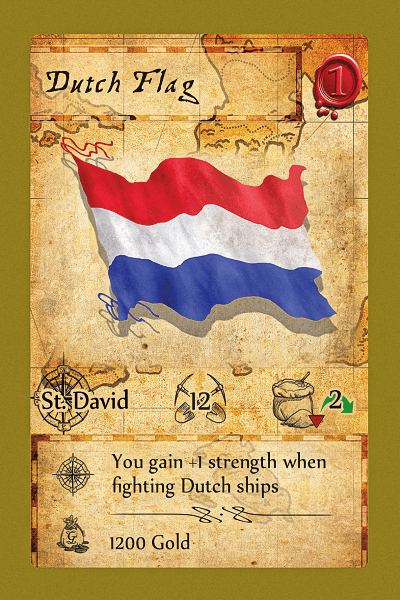 Dutch Flag
1
St. David
12
2
You gain +1 strength when
fighting Dutch ships
1200 Gold